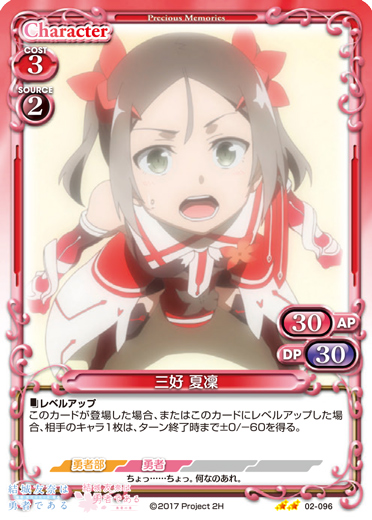 Precious Memories
Character
COST
3
SOURCE
2
30 AP
DP 30
三好 夏凜
レベルアップ
このカードが登場した場合、またはこのカードにレベルアップした場
合、相手のキャラ1枚は、ターン終了時まで±0/−60を得る。
勇者部 勇者
ちょっ……ちょっ。何なのあれ。
結城友奈は
勇者である
©2017 Project 2H
02-096